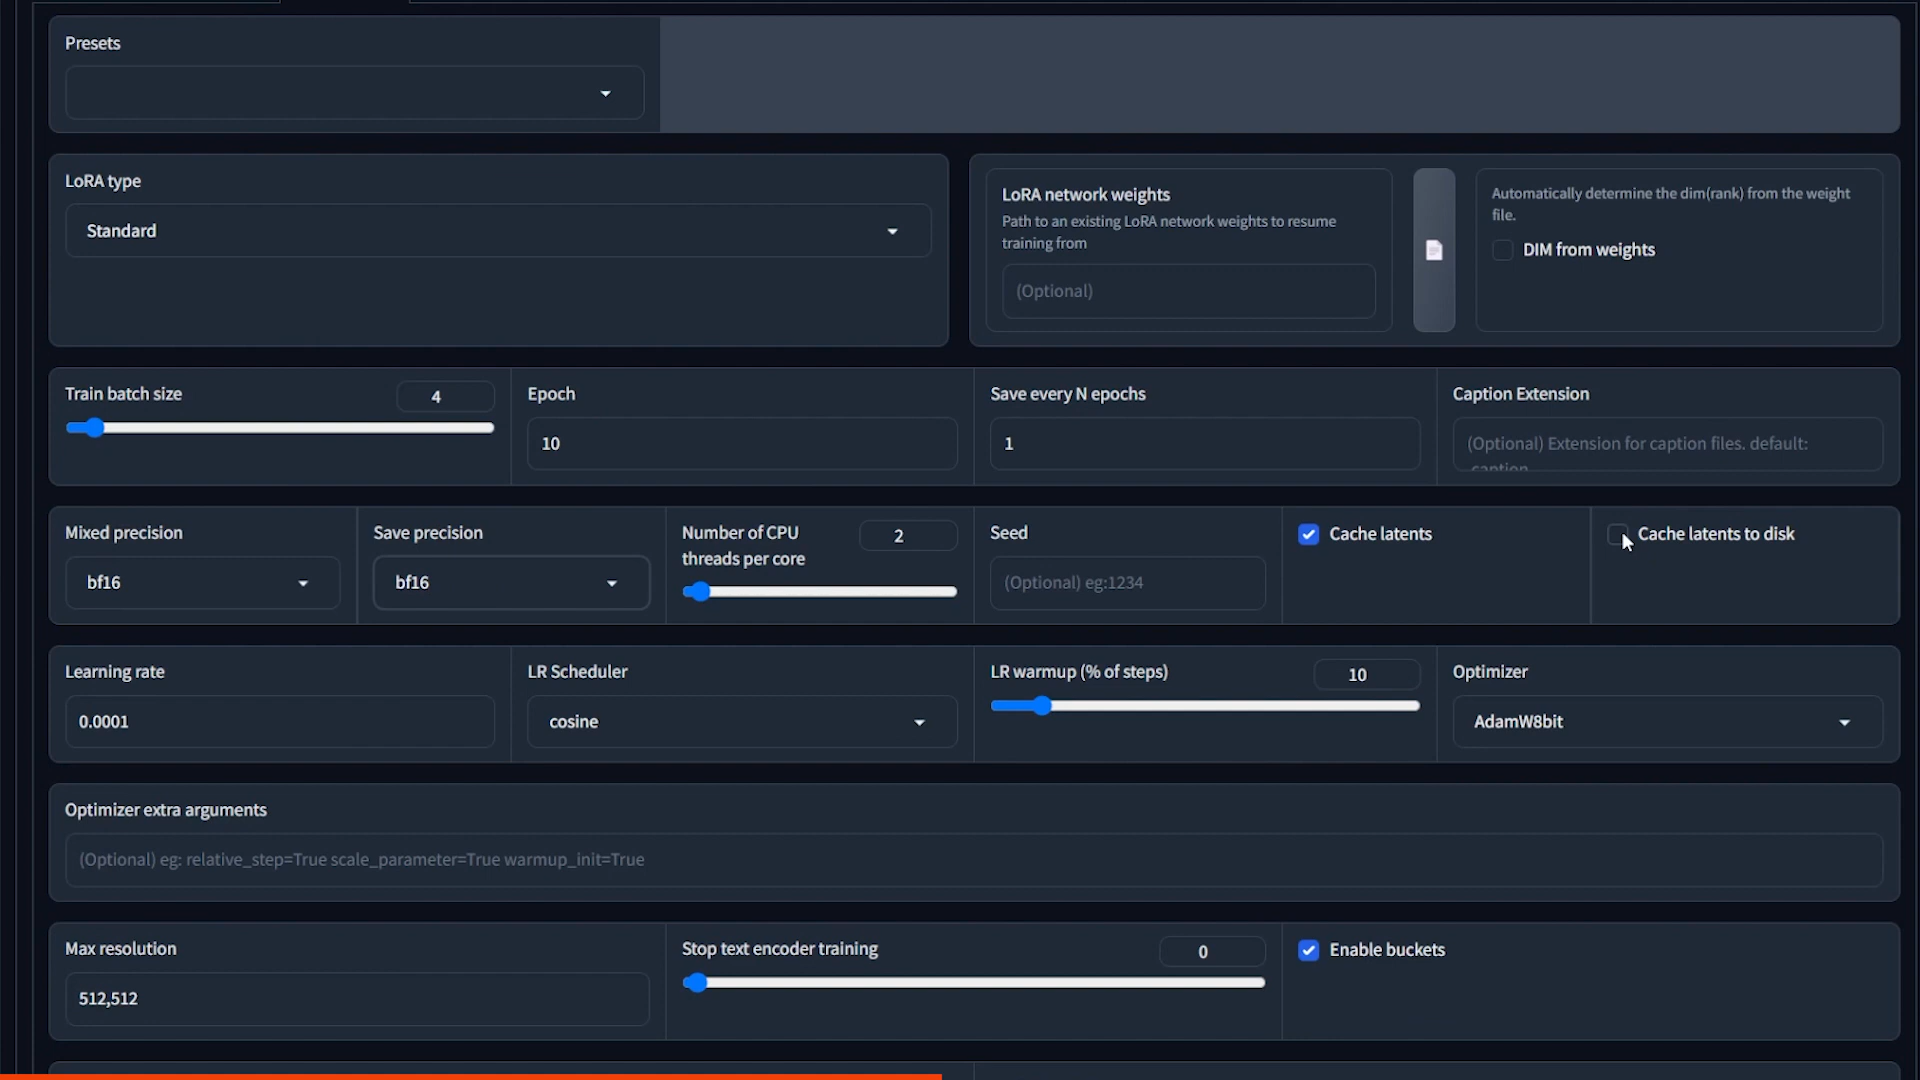 Presets
LoRA type
Standard
LoRA network weights
Path to an existing LoRA network weights to resume
training from
(Optional)
Automatically determine the dim(rank) from the weight
file.
DIM from weights
Train batch size
4
Epoch
10
Save every N epochs
1
Caption Extension
(Optional) Extension for caption files. default:
caption
Mixed precision
bf16
Save precision
bf16
Number of CPU
threads per core
2
Seed
(Optional) eg:1234
Cache latents
Cache latents to disk
Learning rate
0.0001
LR Scheduler
cosine
LR warmup (% of steps)
10
Optimizer
AdamW8bit
Optimizer extra arguments
(Optional) eg: relative_step=True scale_parameter=True warmup_init=True
Max resolution
512,512
Stop text encoder training
0
Enable buckets